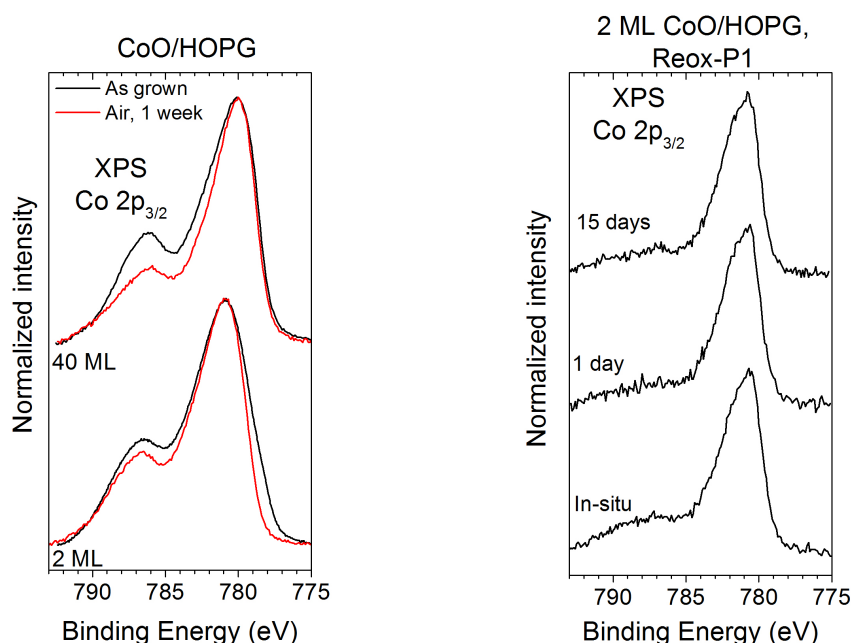 CoO/HOPG
As grown
Air, 1 week
XPS
Co 2p3/2
40 ML
2 ML
Normalized intensity
790 785 780 775
Binding Energy (eV)
2 ML CoO/HOPG,
Reox-P1
XPS
Co 2p3/2
15 days
1 day
In-situ
Normalized intensity
790 785 780 775
Binding Energy (eV)